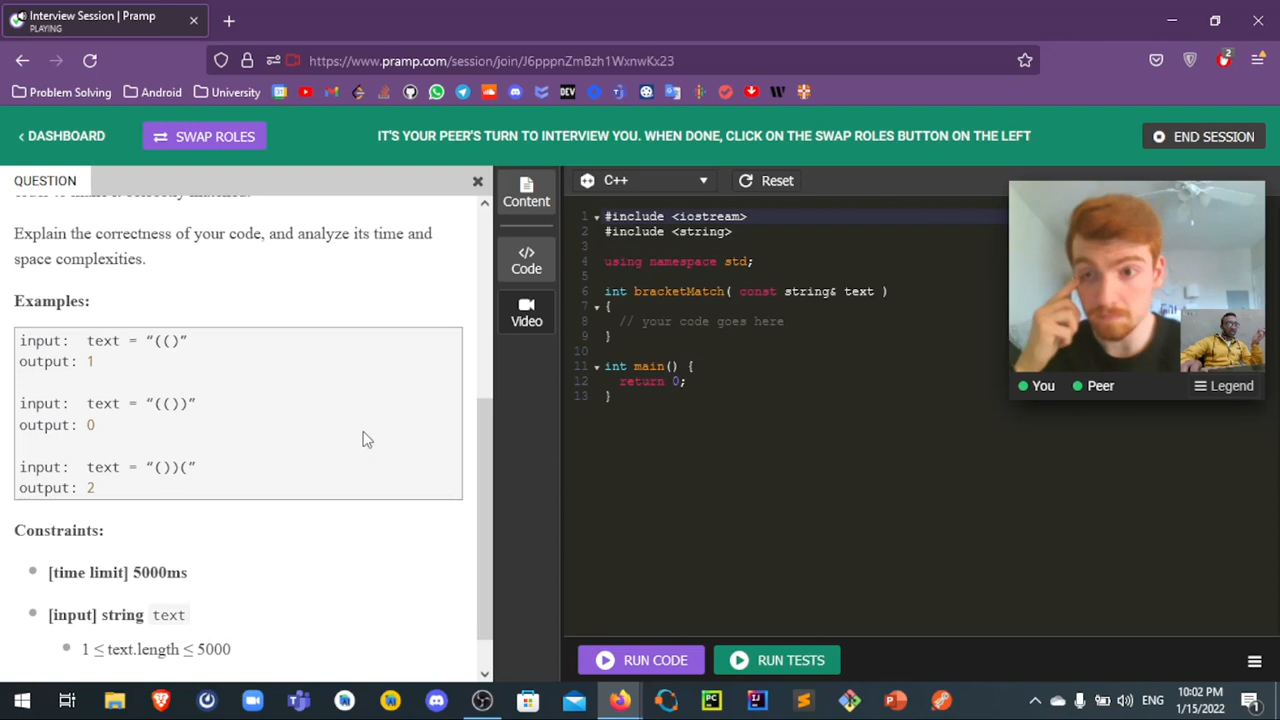 Interview Session | Pramp
PLAYING
https://www.pramp.com/session/join/J6pppnZmBzh1WxnwKx23
2
Problem Solving
Android
University
DEV
W
< DASHBOARD
SWAP ROLES
IT'S YOUR PEER'S TURN TO INTERVIEW YOU. WHEN DONE, CLICK ON THE SWAP ROLES BUTTON ON THE LEFT
END SESSION
QUESTION
Explain the correctness of your code, and analyze its time and
space complexities.
Examples:
input:  text = “(()”
output: 1
input:  text = “(())”
output: 0
input:  text = “())(”
output: 2
Constraints:
[time limit] 5000ms
[input] string text
1 ≤ text.length ≤ 5000
Content
Code
Video
C++
Reset
1 #include <iostream>
2 #include <string>
3
4 using namespace std;
5
6 int bracketMatch( const string& text )
7 {
8   // your code goes here
9 }
10
11 int main() {
12   return 0;
13 }
You
Peer
Legend
RUN CODE
RUN TESTS
ENG
10:02 PM
1/15/2022
1